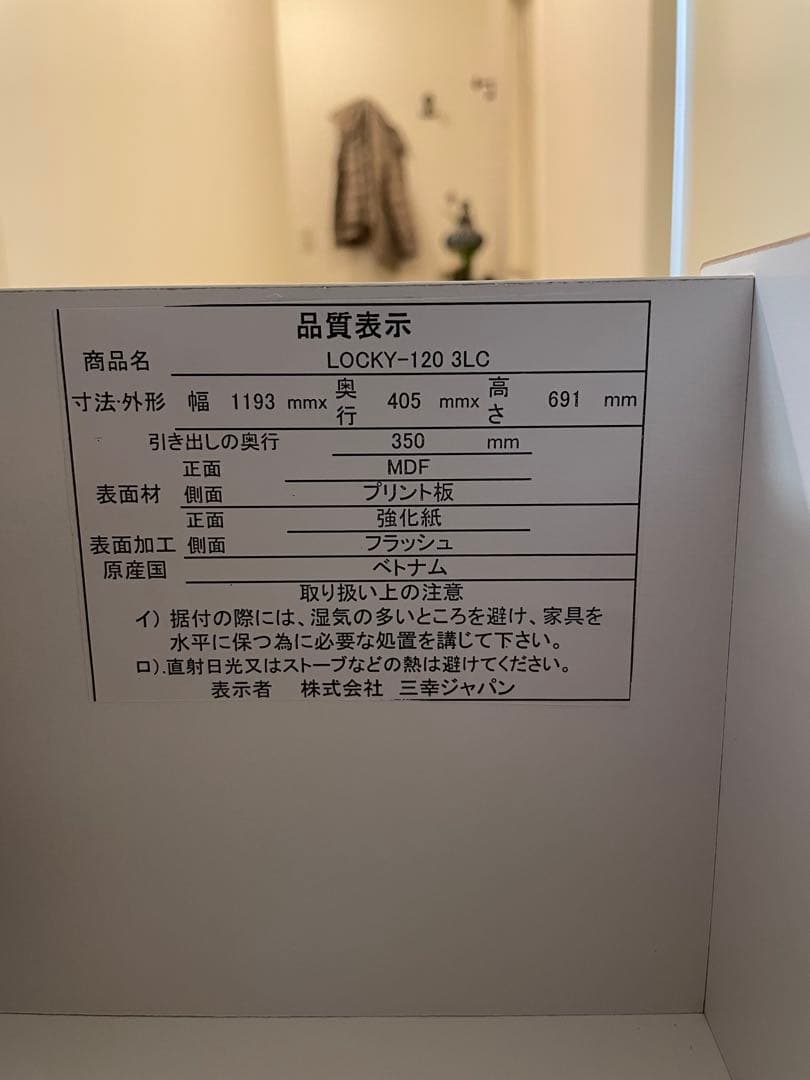 品質表示
商品名 LOCKY-120 3LC
寸法・外形 幅 1193 mmx 奥行 405 mmx 高さ 691 mm
引き出しの奥行 350 mm
正面 MDF
表面材 側面 プリント板
正面 強化紙
表面加工 側面 フラッシュ
原産国 ベトナム
取り扱い上の注意
イ) 据付の際には、湿気の多いところを避け、家具を
水平に保つ為に必要な処置を講じて下さい。
ロ).直射日光又はストーブなどの熱は避けてください。
表示者 株式会社 三幸ジャパン